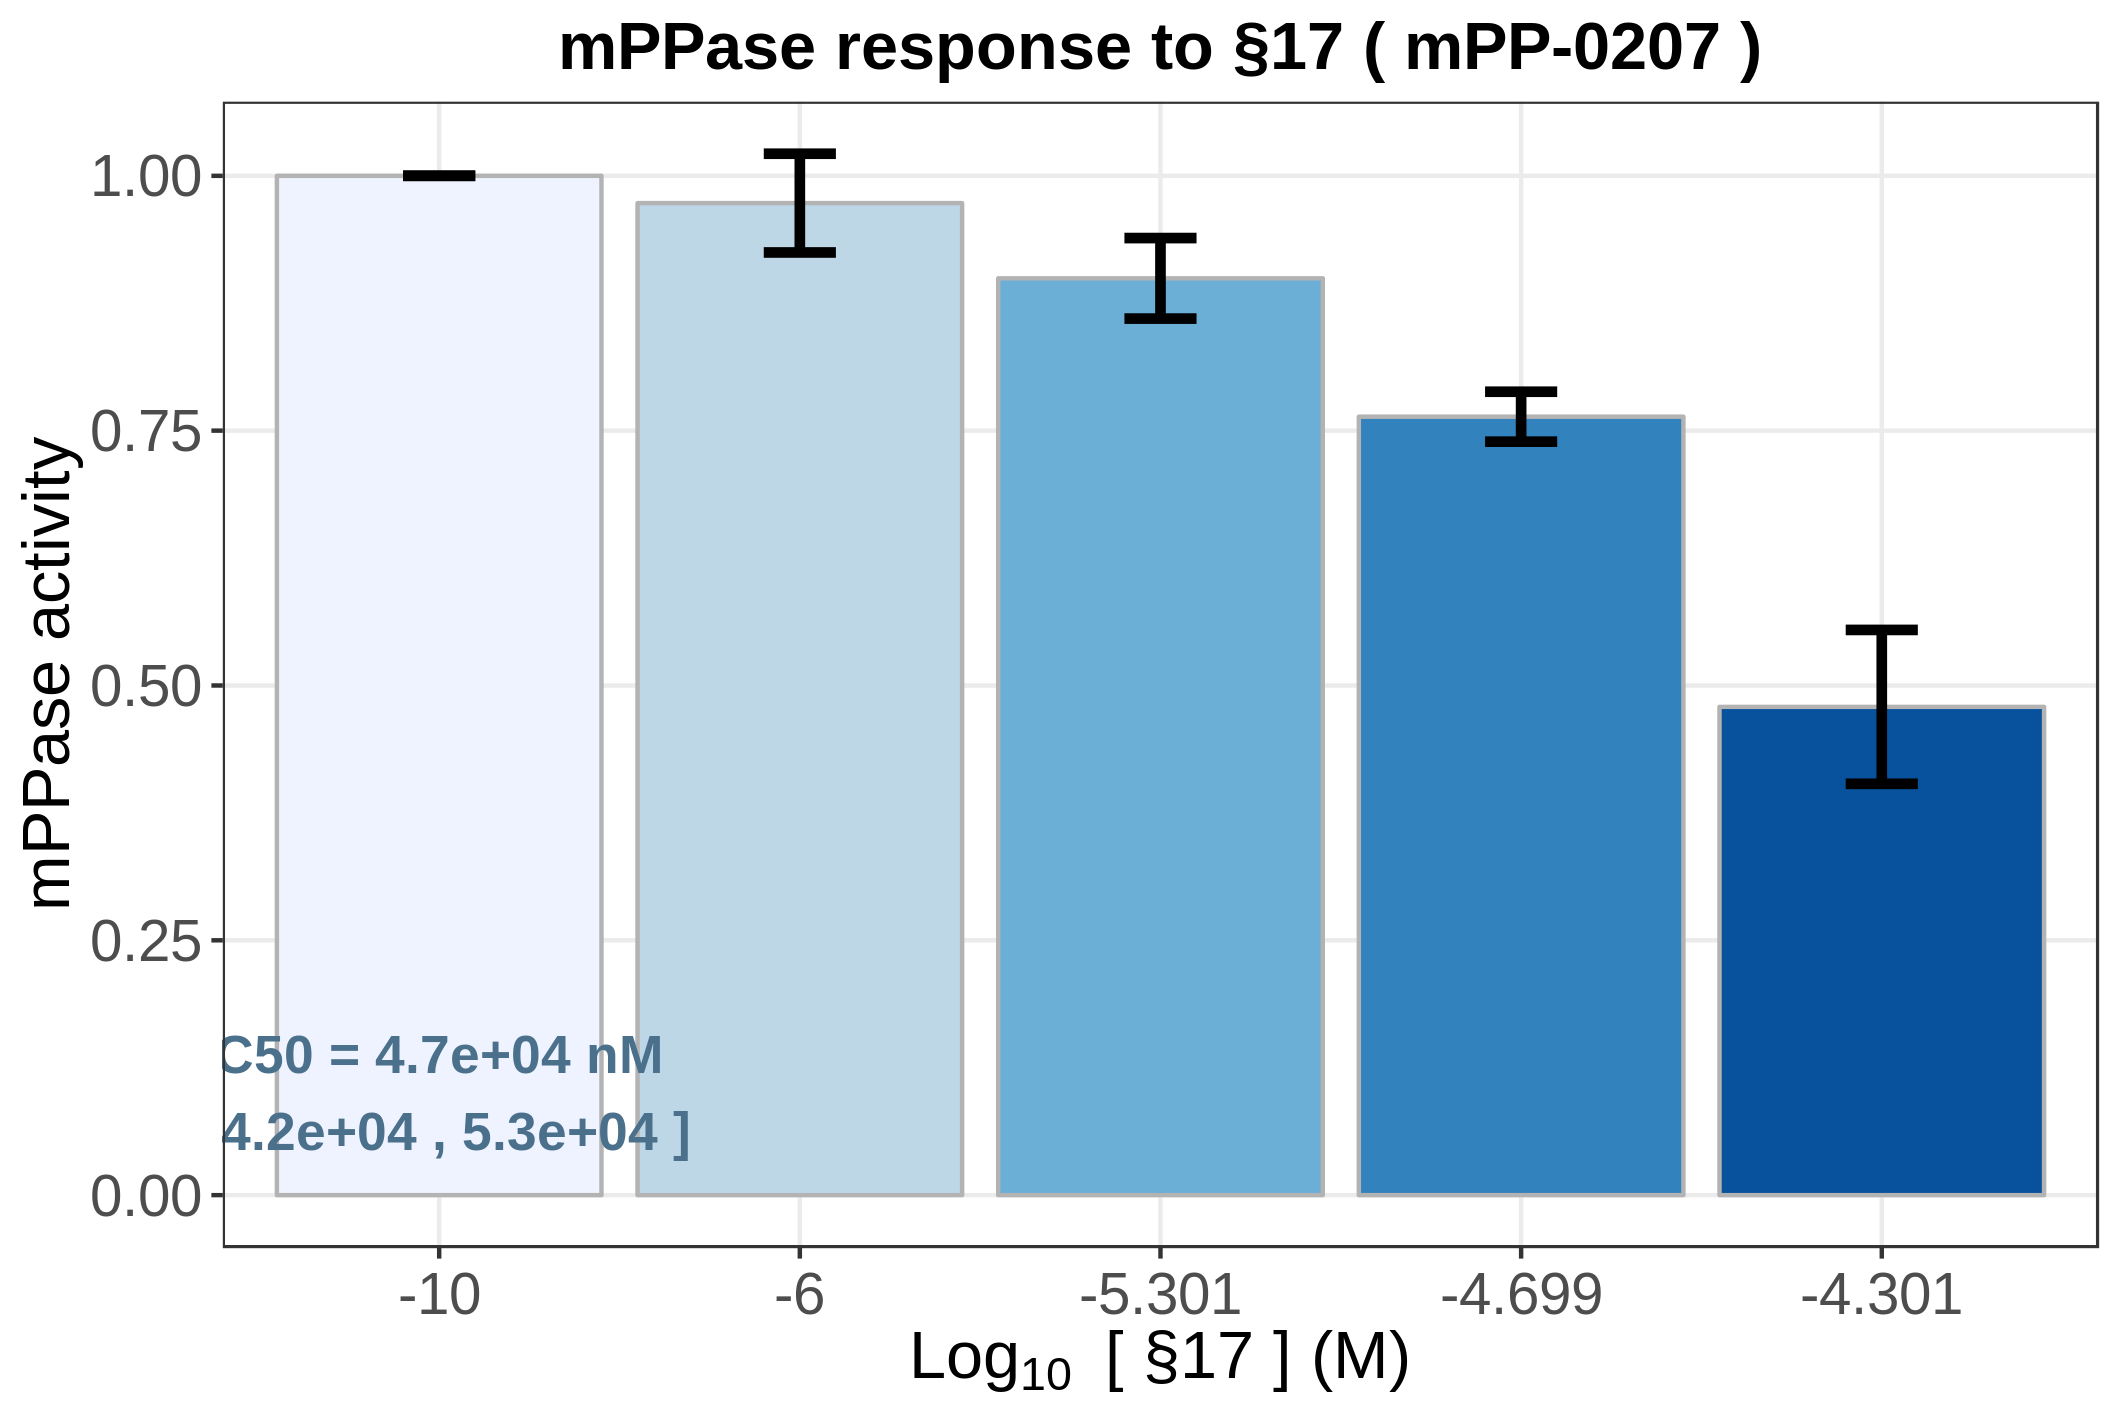 mPPase response to §17 ( mPP-0207 )
mPPase activity
1.00
0.75
0.50
0.25
0.00
C50 = 4.7e+04 nM
4.2e+04 , 5.3e+04 ]
-10 -6 -5.301 -4.699 -4.301
Log10 [ §17 ] (M)